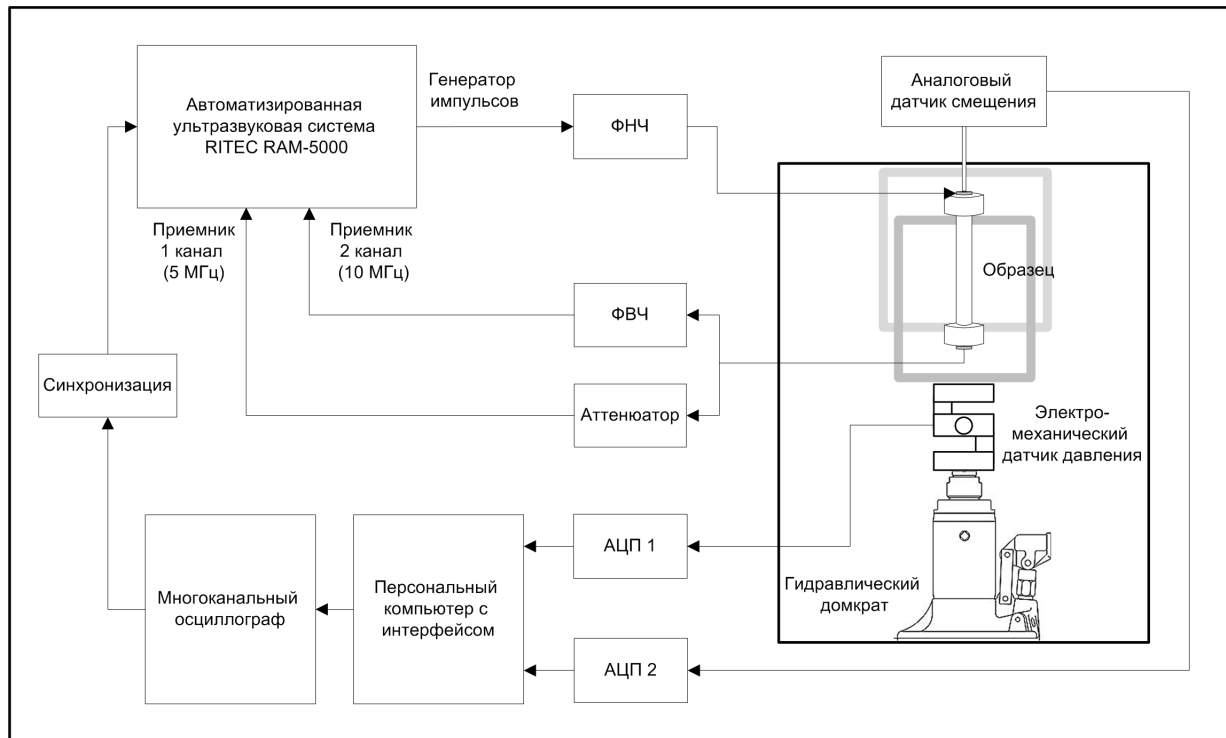 Автоматизированная
ультразвуковая система
RITEC RAM-5000
Генератор
импульсов
ФНЧ
Аналоговый
датчик смещения
Приемник
1 канал
(5 МГц)
Приемник
2 канал
(10 МГц)
Образец
ФВЧ
Синхронизация
Аттенюатор
Электро-
механический
датчик давления
Многоканальный
осциллограф
Персональный
компьютер с
интерфейсом
АЦП 1
АЦП 2
Гидравлический
домкрат